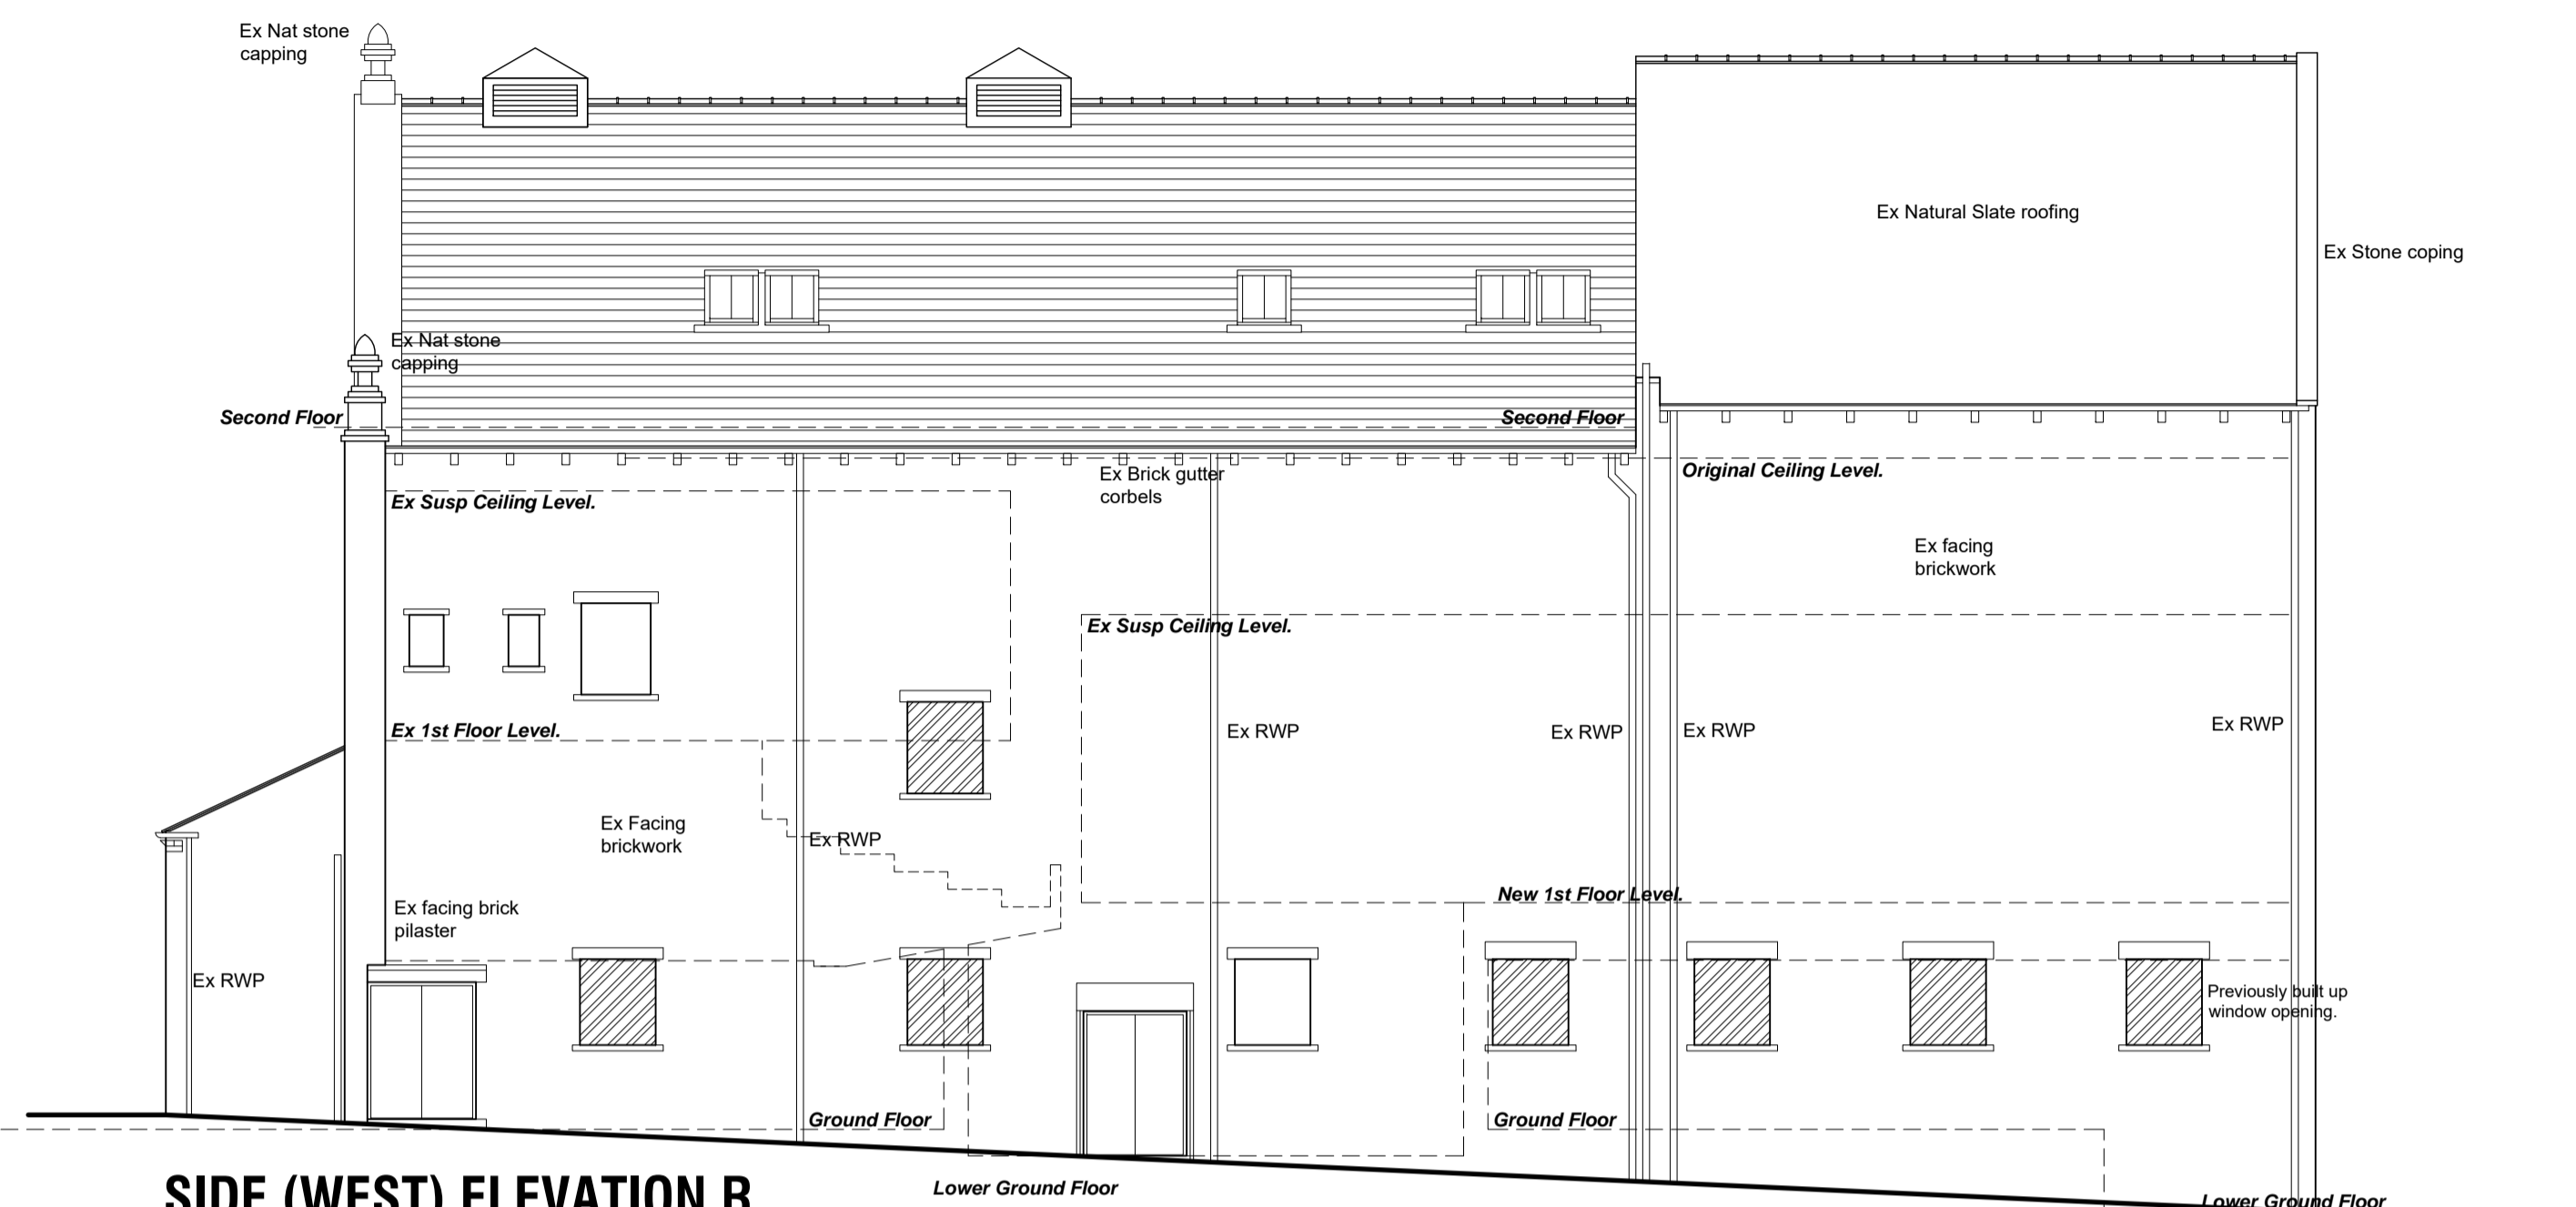 Ex Nat stone
capping
Ex Natural Slate roofing
Ex Stone coping
Ex Nat stone
capping
Second Floor
Second Floor
Ex Brick gutter
corbels
Original Ceiling Level.
Ex Susp Ceiling Level.
Ex facing
brickwork
Ex Susp Ceiling Level.
Ex 1st Floor Level.
Ex RWP
Ex RWP
Ex RWP
Ex RWP
Ex Facing
brickwork
Ex RWP
New 1st Floor Level.
Ex facing brick
pilaster
Ex RWP
Previously built up
window opening.
Ground Floor
Ground Floor
SIDE (WEST) ELEVATION B
Lower Ground Floor
Lower Ground Floor